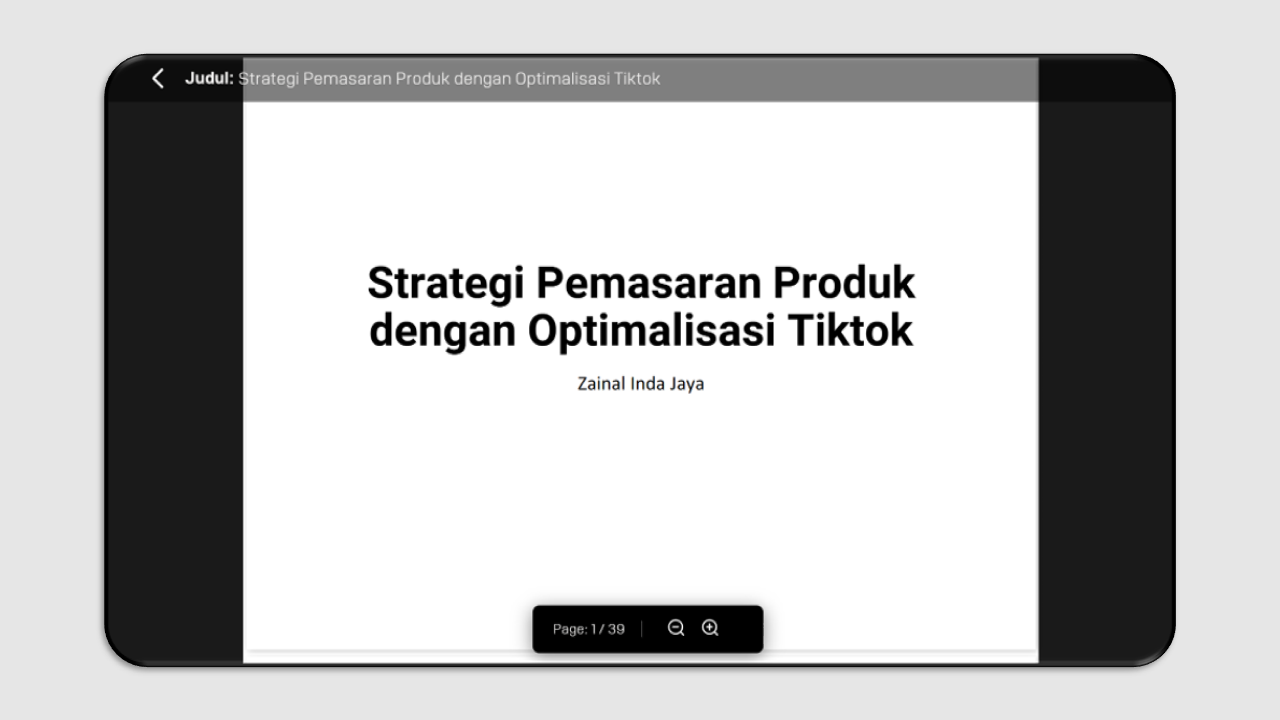 Judul: Strategi Pemasaran Produk dengan Optimalisasi Tiktok
Strategi Pemasaran Produk
dengan Optimalisasi Tiktok
Zainal Inda Jaya
Page: 1 / 39